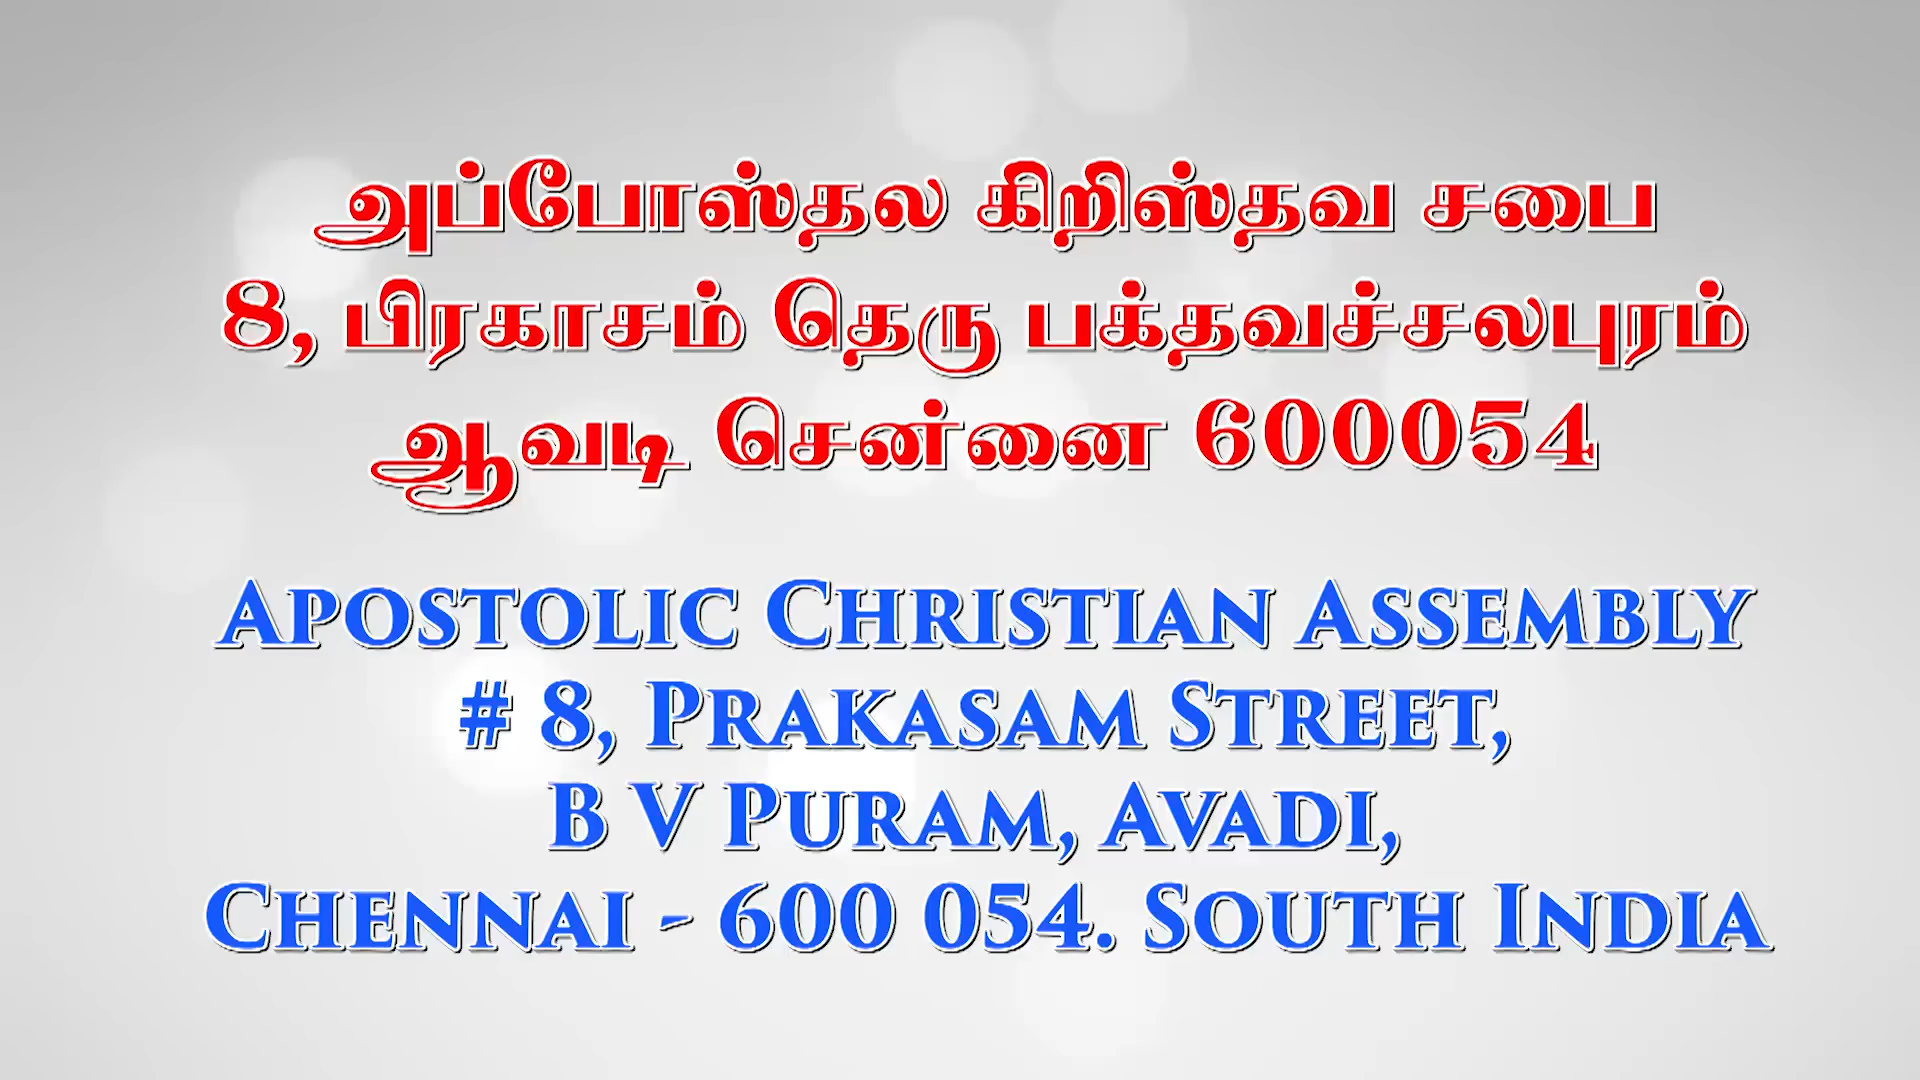 அப்போஸ்தல கிறிஸ்தவ சபை
8, பிரகாசம் தெரு பக்தவச்சலபுரம்
ஆவடி சென்னை 600054
Apostolic Christian Assembly
# 8, Prakasam Street,
B V Puram, Avadi,
Chennai - 600 054. South India